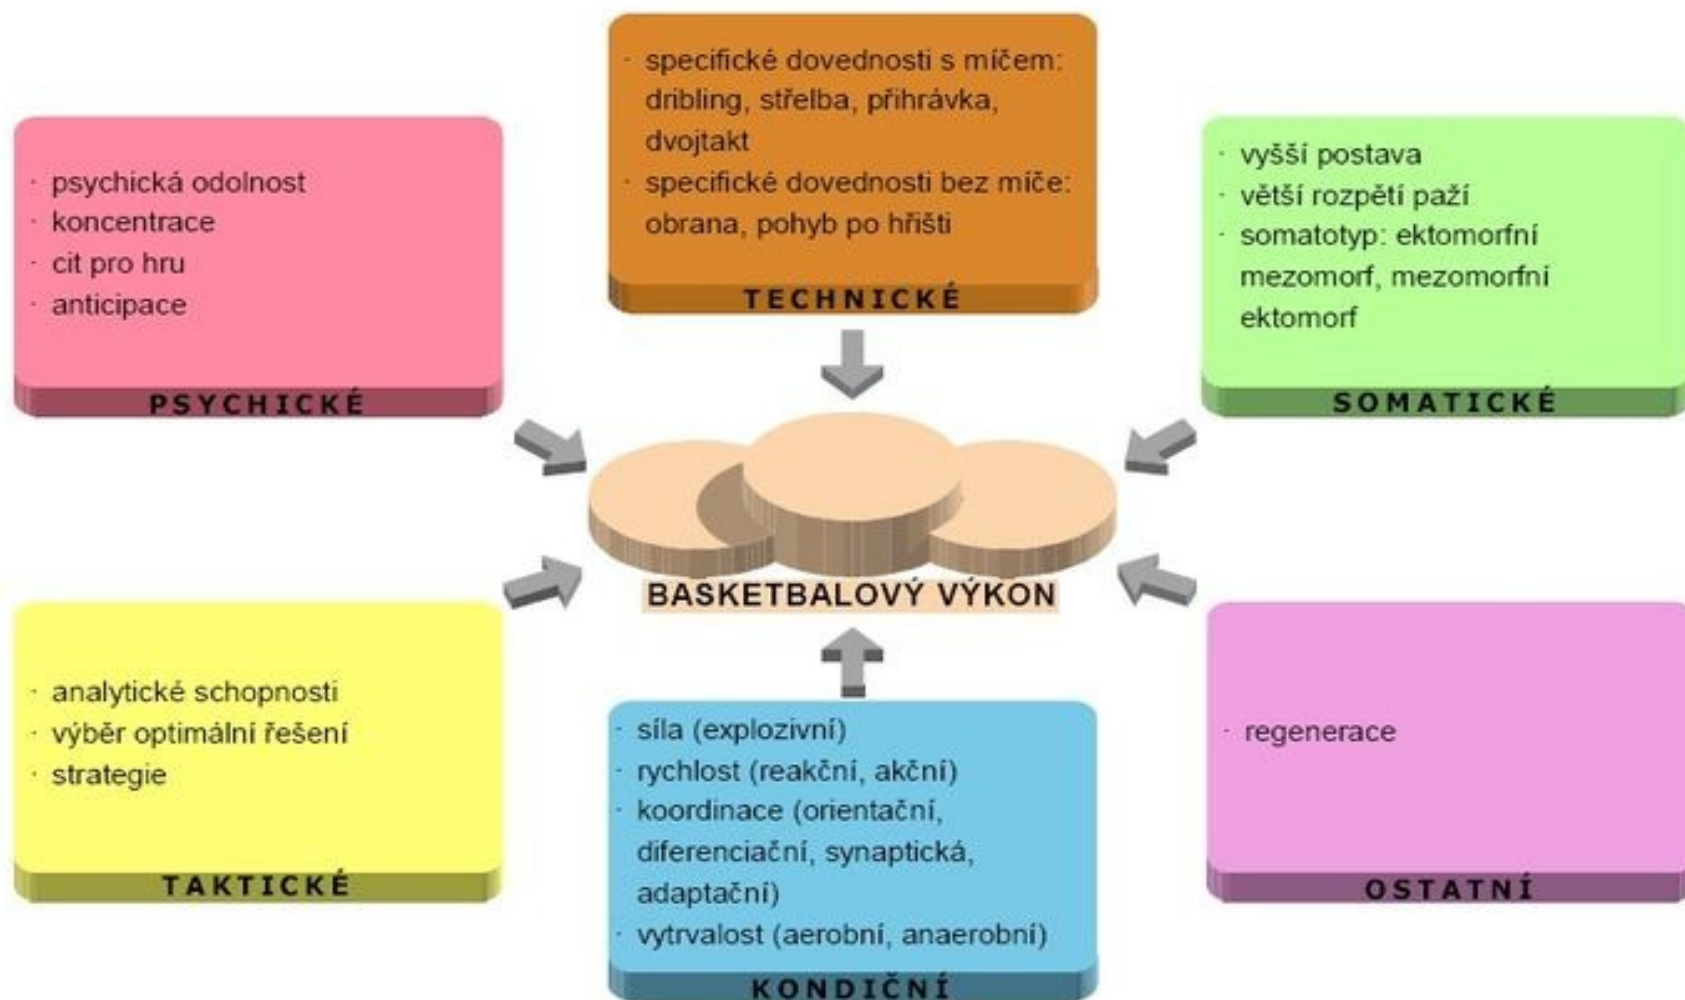 · specifické dovednosti s míčem:
dribling, střelba, přihrávka,
dvojtakt
· specifické dovednosti bez míče:
obrana, pohyb po hřišti
TECHNICKÉ
· psychická odolnost
· koncentrace
· cit pro hru
· anticipace
PSYCHICKÉ
· vyšší postava
· větší rozpětí paží
· somatotyp: ektomorfní
mezomorf, mezomorfní
ektomorf
SOMATICKÉ
BASKETBALOVÝ VÝKON
· analytické schopnosti
· výběr optimální řešení
· strategie
TAKTICKÉ
· síla (explozivní)
· rychlost (reakční, akční)
· koordinace (orientační,
diferenciační, synaptická,
adaptační)
· vytrvalost (aerobní, anaerobní)
KONDIČNÍ
· regenerace
OSTATNÍ